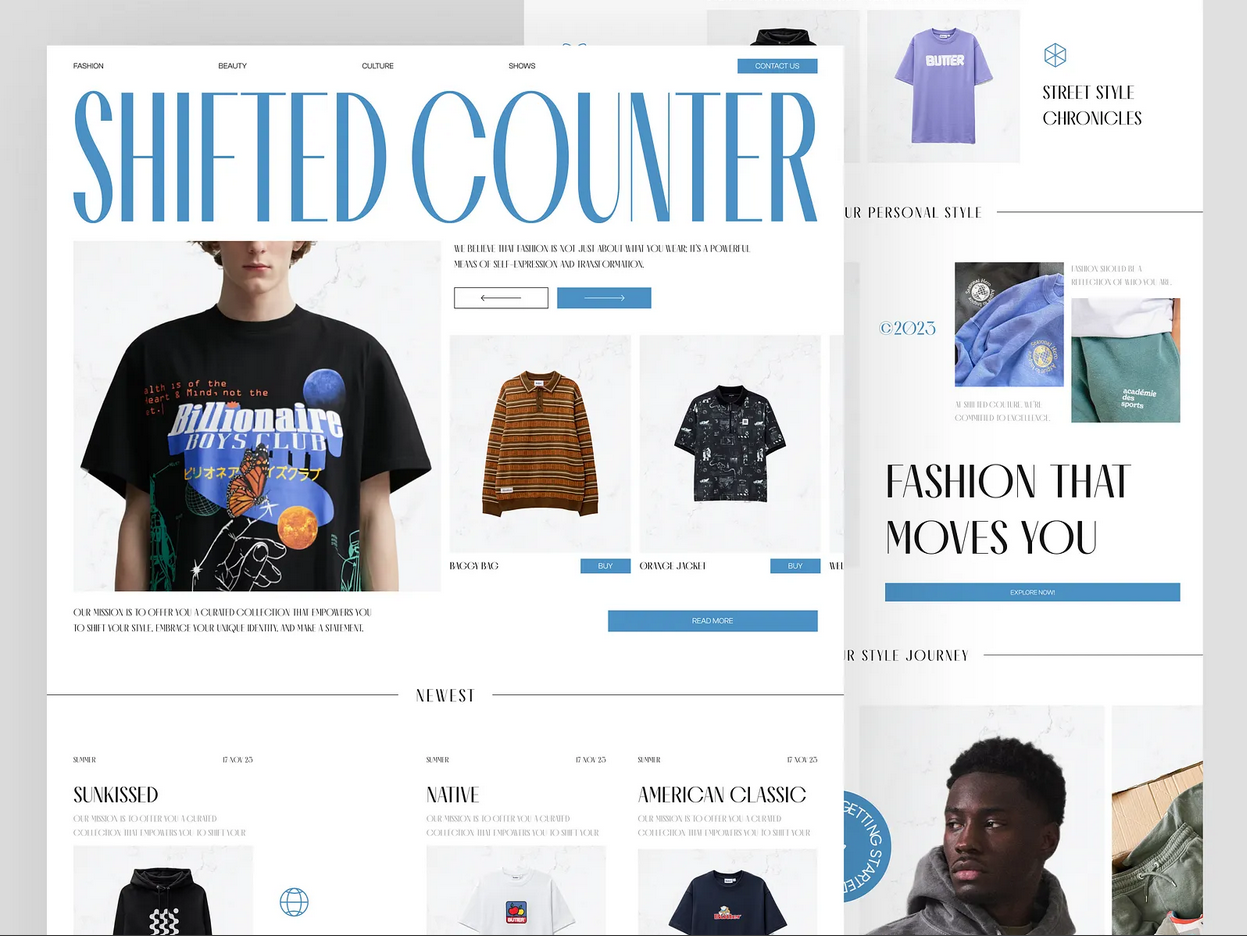 FASHION
BEAUTY
CULTURE
SHOWS
CONTACT US
SHIFTED COUNTER
WE BELIEVE THAT FASHION IS NOT JUST ABOUT WHAT YOU WEAR; IT'S A POWERFUL
MEANS OF SELF-EXPRESSION AND TRANSFORMATION.
alth is of the
Heart & Mind, not the
Billionaire
BOYS CLUB
ビリオネア
イズクラブ
BAGGY BAG
BUY
ORANGE JACKET
BUY
OUR MISSION IS TO OFFER YOU A CURATED COLLECTION THAT EMPOWERS YOU
TO SHIFT YOUR STYLE, EMBRACE YOUR UNIQUE IDENTITY, AND MAKE A STATEMENT.
READ MORE
NEWEST
SUMMER
17 NOV 23
SUNKISSED
OUR MISSION IS TO OFFER YOU A CURATED
COLLECTION THAT EMPOWERS YOU TO SHIFT YOUR
SUMMER
17 NOV 23
NATIVE
OUR MISSION IS TO OFFER YOU A CURATED
COLLECTION THAT EMPOWERS YOU TO SHIFT YOUR
BUTTER
SUMMER
17 NOV 23
AMERICAN CLASSIC
OUR MISSION IS TO OFFER YOU A CURATED
COLLECTION THAT EMPOWERS YOU TO SHIFT YOUR
Butter
BUTTER
STREET STYLE
CHRONICLES
UR PERSONAL STYLE
©2023
FASHION SHOULD BE A
REFLECTION OF WHO YOU ARE.
AT SHIFTED COUTURE, WE'RE
COMMITTED TO EXCELLENCE.
académie
des
sports
FASHION THAT
MOVES YOU
EXPLORE NOW!
UR STYLE JOURNEY
GETTING STARTED